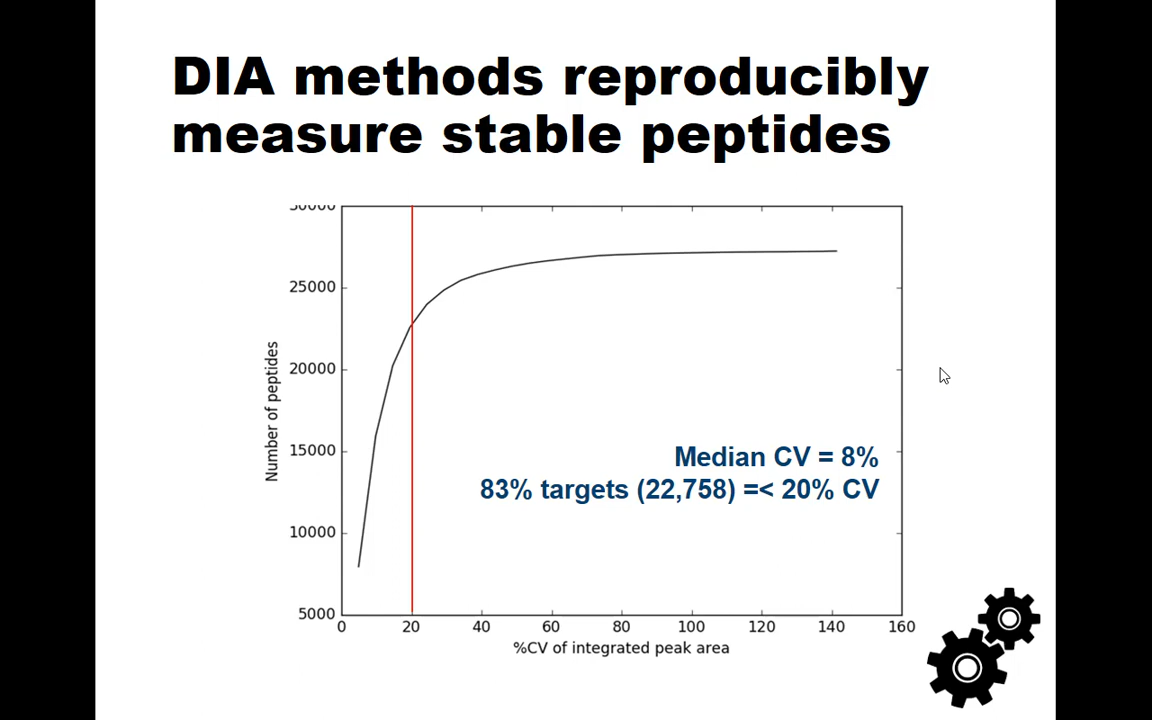 DIA methods reproducibly
measure stable peptides
30000
25000
20000
15000
10000
5000
Number of peptides
Median CV = 8%
83% targets (22,758) =< 20% CV
0 20 40 60 80 100 120 140 160
%CV of integrated peak area